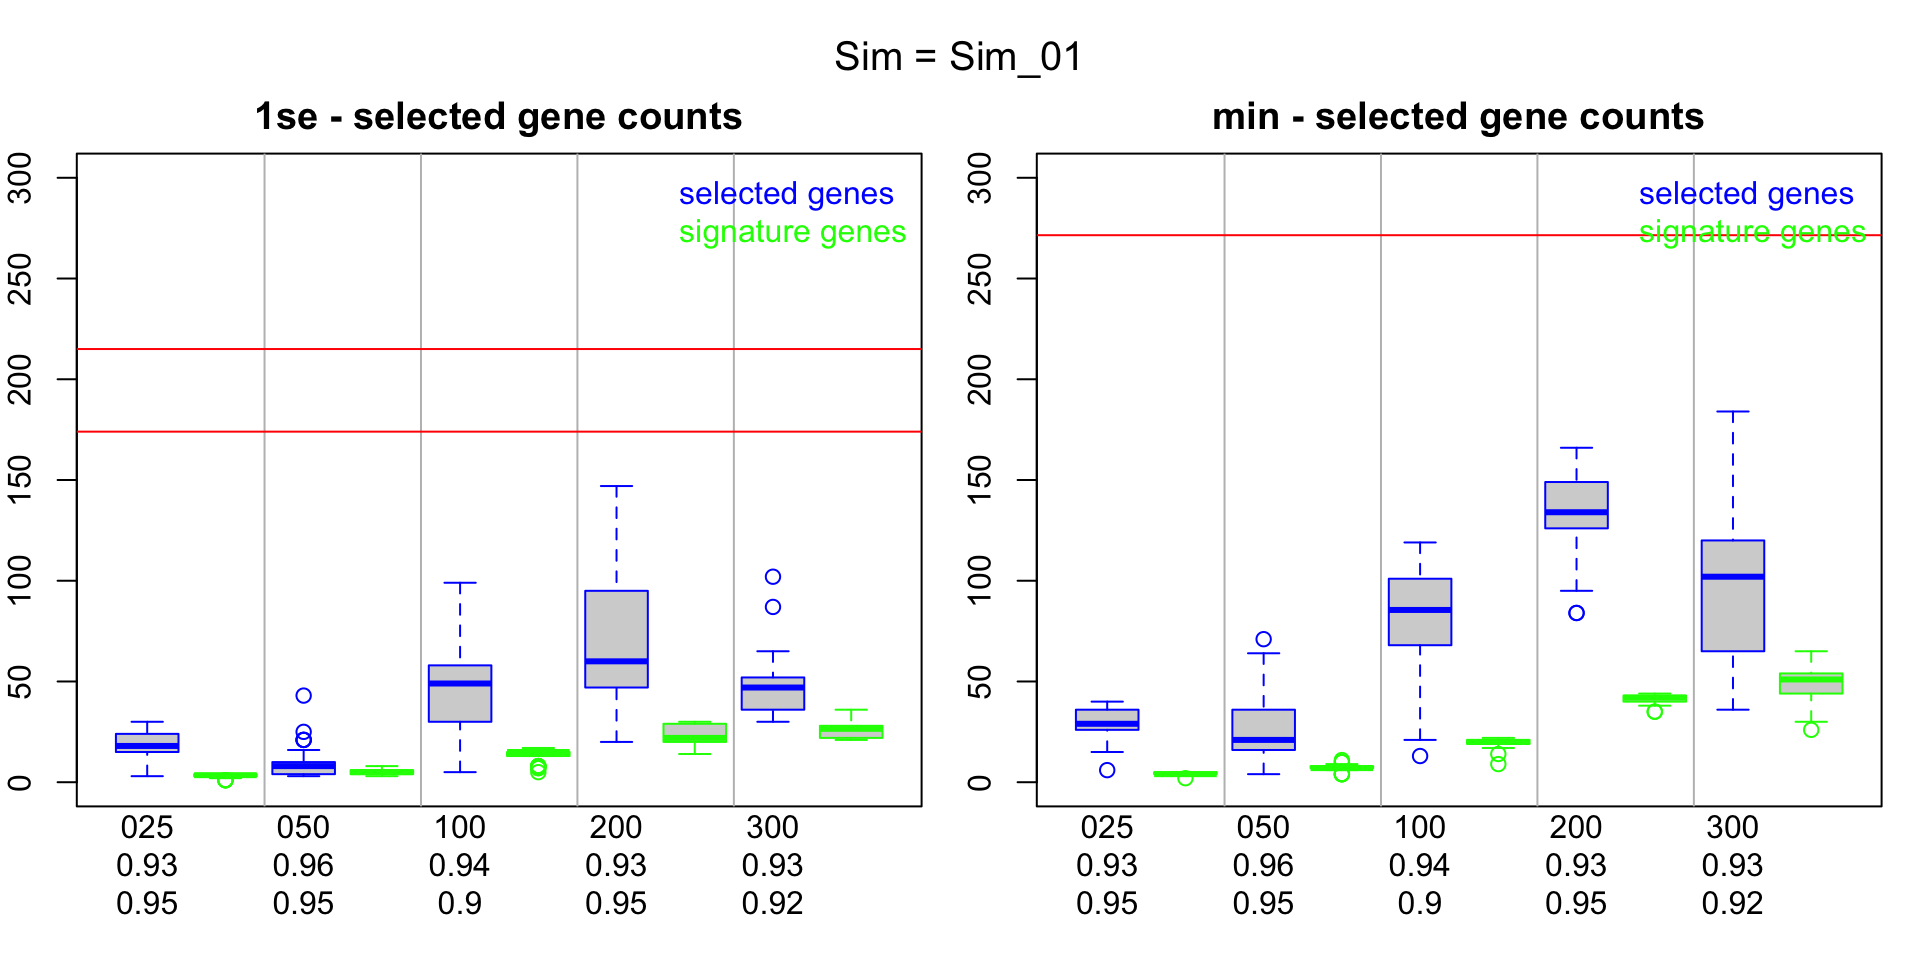 Sim = Sim_01
1se - selected gene counts
300
250
200
150
100
50
0
selected genes
signature genes
025 050 100 200 300
0.93 0.96 0.94 0.93 0.93
0.95 0.95 0.9 0.95 0.92
min - selected gene counts
300
250
200
150
100
50
0
selected genes
signature genes
025 050 100 200 300
0.93 0.96 0.94 0.93 0.93
0.95 0.95 0.9 0.95 0.92